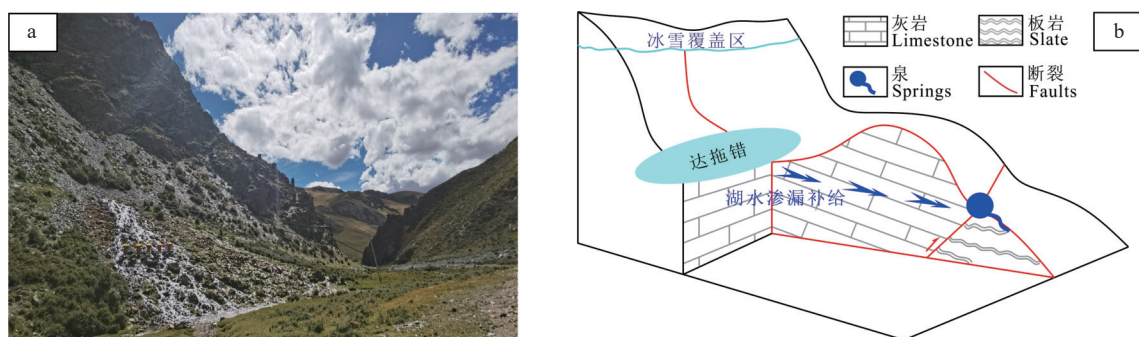 a
b
冰雪覆盖区
灰岩
Limestone
板岩
Slate
泉
Springs
断裂
Faults
达拖错
湖水渗漏补给